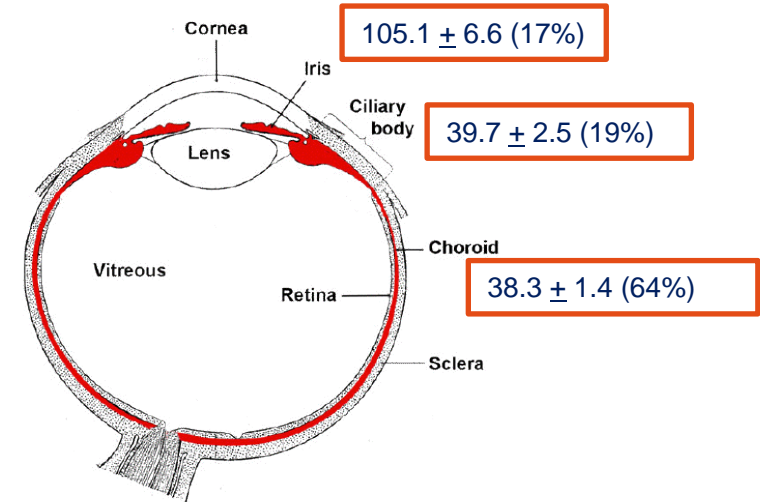 Cornea
105.1 + 6.6 (17%)
Iris
Ciliary
body
39.7 + 2.5 (19%)
Lens
Choroid
Vitreous
Retina
38.3 + 1.4 (64%)
Sclera